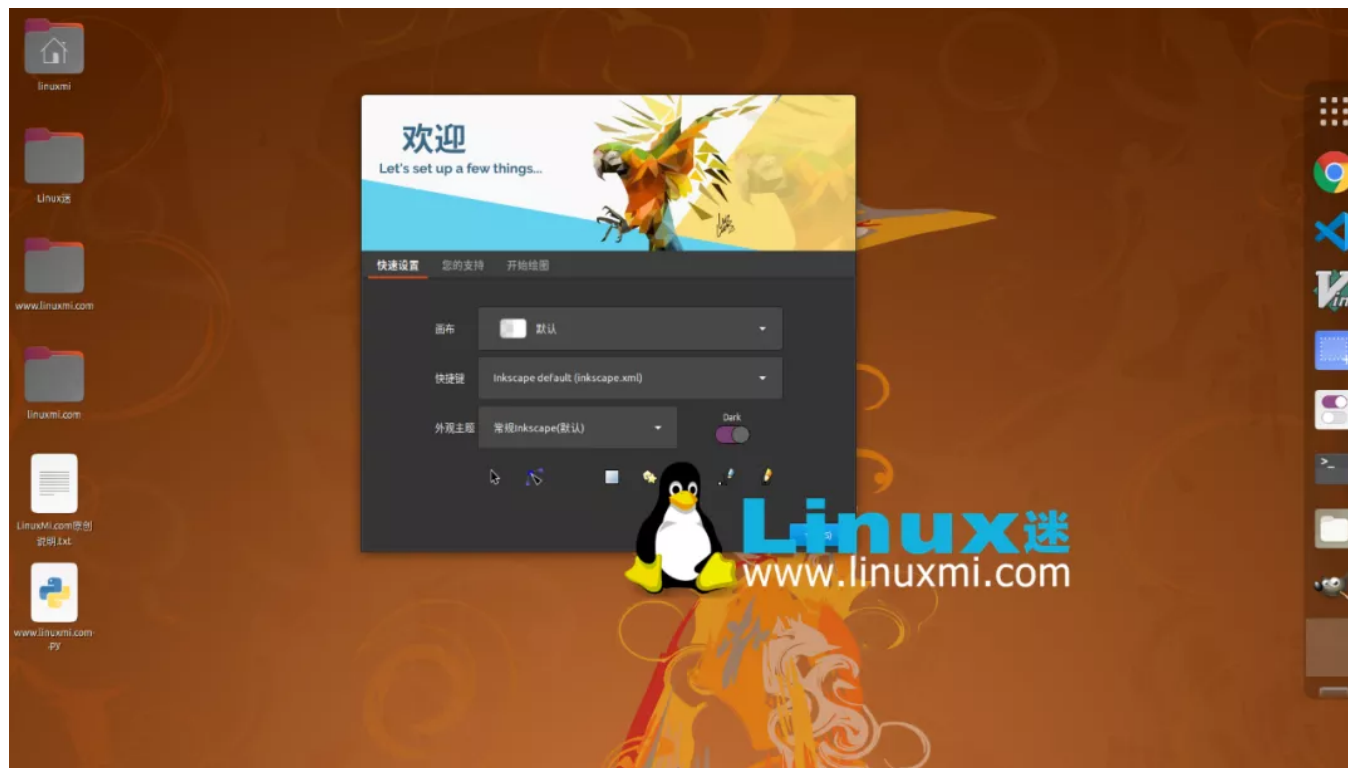 linuxmi
Linux迷
www.linuxmi.com
linuxmi.com
LinuxMi.com原创
说明.txt
www.linuxmi.com.
py
欢迎
Let's set up a few things...
快速设置 您的支持 开始绘图
画布 默认
快捷键 Inkscape default (inkscape.xml)
外观主题 常规Inkscape(默认)
Dark
Linux迷
www.linuxmi.com